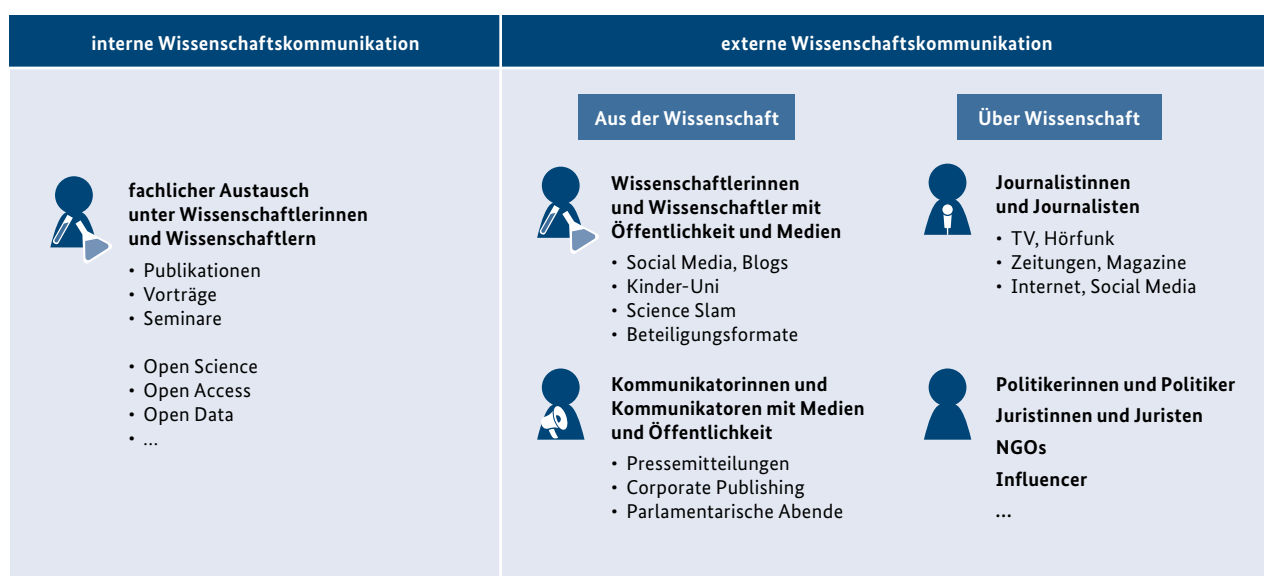 interne Wissenschaftskommunikation
externe Wissenschaftskommunikation
fachlicher Austausch
unter Wissenschaftlerinnen
und Wissenschaftlern
• Publikationen
• Vorträge
• Seminare
• Open Science
• Open Access
• Open Data
• ...
Aus der Wissenschaft
Wissenschaftlerinnen
und Wissenschaftler mit
Öffentlichkeit und Medien
• Social Media, Blogs
• Kinder-Uni
• Science Slam
• Beteiligungsformate
Kommunikatorinnen und
Kommunikatoren mit Medien
und Öffentlichkeit
• Pressemitteilungen
• Corporate Publishing
• Parlamentarische Abende
Über Wissenschaft
Journalistinnen
und Journalisten
• TV, Hörfunk
• Zeitungen, Magazine
• Internet, Social Media
Politikerinnen und Politiker
Juristinnen und Juristen
NGOs
Influencer
...